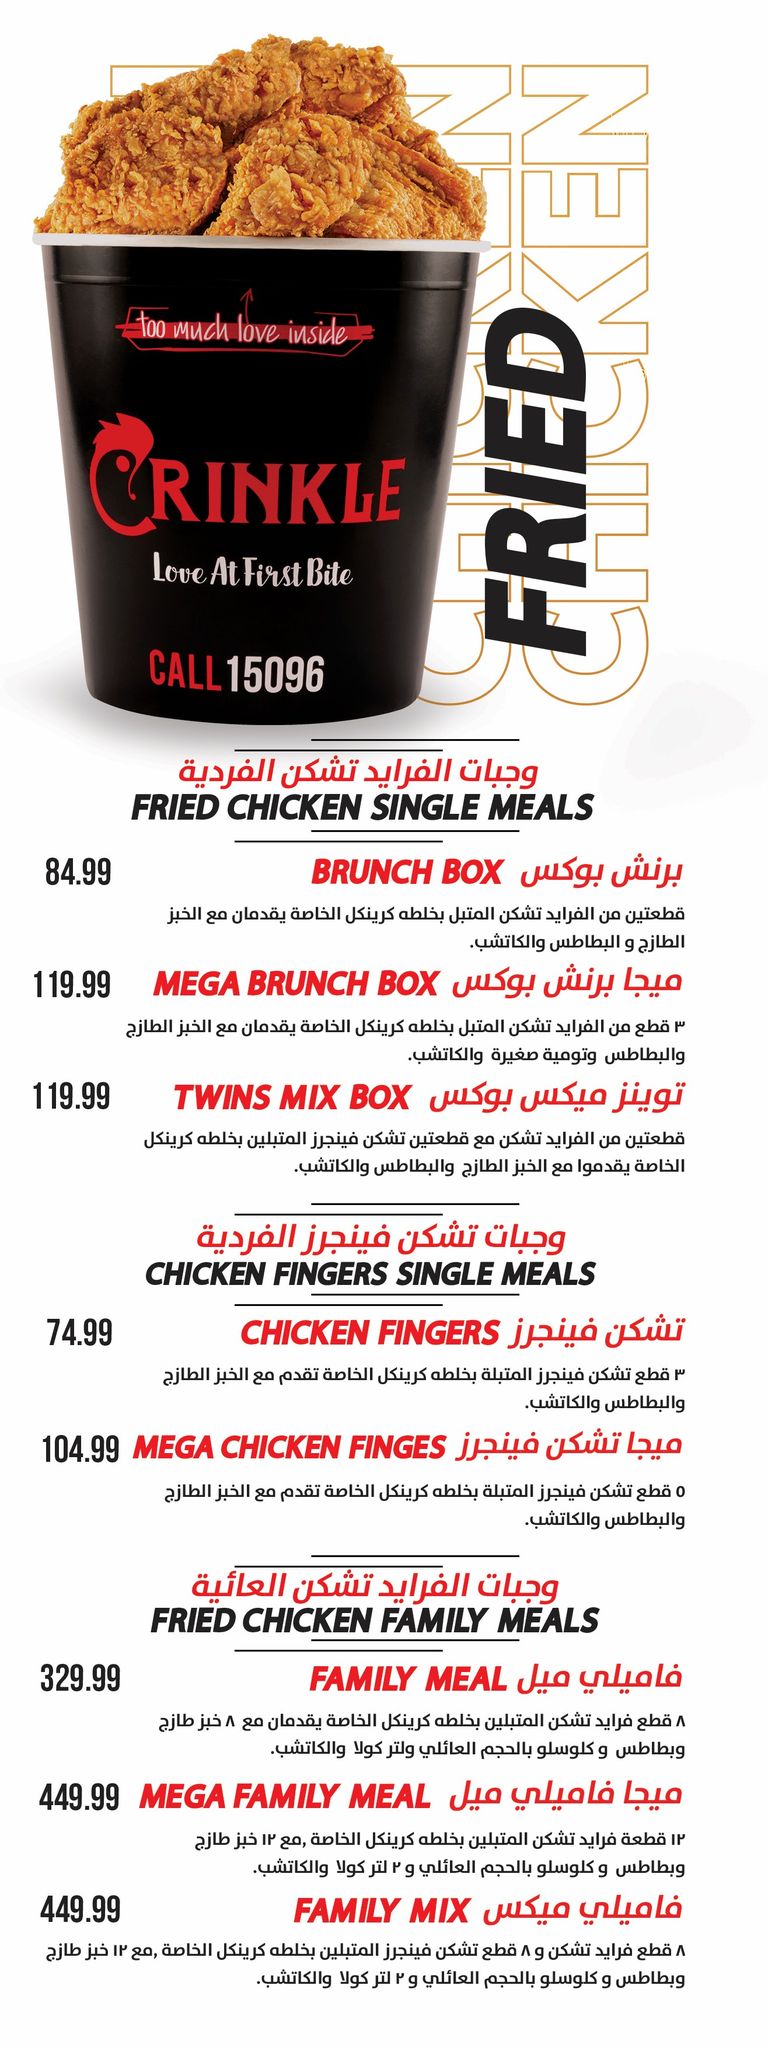 too much love inside
CRINKLE
Love At First Bite
CALL 15096
FRIED
CHICKEN
CHICKEN
وجبات الفرايد تشكن الفردية
FRIED CHICKEN SINGLE MEALS
برنش بوكس BRUNCH BOX 84.99
قطعتين من الفرايد تشكن المتبل بخلطه كرينكل الخاصة يقدمان مع الخبز
الطازج و البطاطس والكاتشب.
ميجا برنش بوكس MEGA BRUNCH BOX 119.99
٣ قطع من الفرايد تشكن المتبل بخلطه كرينكل الخاصة يقدمان مع الخبز الطازج
والبطاطس وتومية صغيرة والكاتشب.
توينز ميكس بوكس TWINS MIX BOX 119.99
قطعتين من الفرايد تشكن مع قطعتين تشكن فينجرز المتبلين بخلطه كرينكل
الخاصة يقدموا مع الخبز الطازج والبطاطس والكاتشب.
وجبات تشكن فينجرز الفردية
CHICKEN FINGERS SINGLE MEALS
تشكن فينجرز CHICKEN FINGERS 74.99
٣ قطع تشكن فينجرز المتبلة بخلطه كرينكل الخاصة تقدم مع الخبز الطازج
والبطاطس والكاتشب.
ميجا تشكن فينجرز MEGA CHICKEN FINGES 104.99
٥ قطع تشكن فينجرز المتبلة بخلطه كرينكل الخاصة تقدم مع الخبز الطازج
والبطاطس والكاتشب.
وجبات الفرايد تشكن العائية
FRIED CHICKEN FAMILY MEALS
فاميلي ميل FAMILY MEAL 329.99
٨ قطع فرايد تشكن المتبلين بخلطه كرينكل الخاصة يقدمان مع ٨ خبز طازج
وبطاطس و كلوسلو بالحجم العائلي ولتر كولا والكاتشب.
ميجا فاميلي ميل MEGA FAMILY MEAL 449.99
١٢ قطعة فرايد تشكن المتبلين بخلطه كرينكل الخاصة ,مع ١٢ خبز طازج
وبطاطس و كلوسلو بالحجم العائلي و ٢ لتر كولا والكاتشب.
فاميلي ميكس FAMILY MIX 449.99
٨ قطع فرايد تشكن و ٨ قطع تشكن فينجرز المتبلين بخلطه كرينكل الخاصة ,مع ١٢ خبز طازج
وبطاطس و كلوسلو بالحجم العائلي و ٢ لتر كولا والكاتشب.